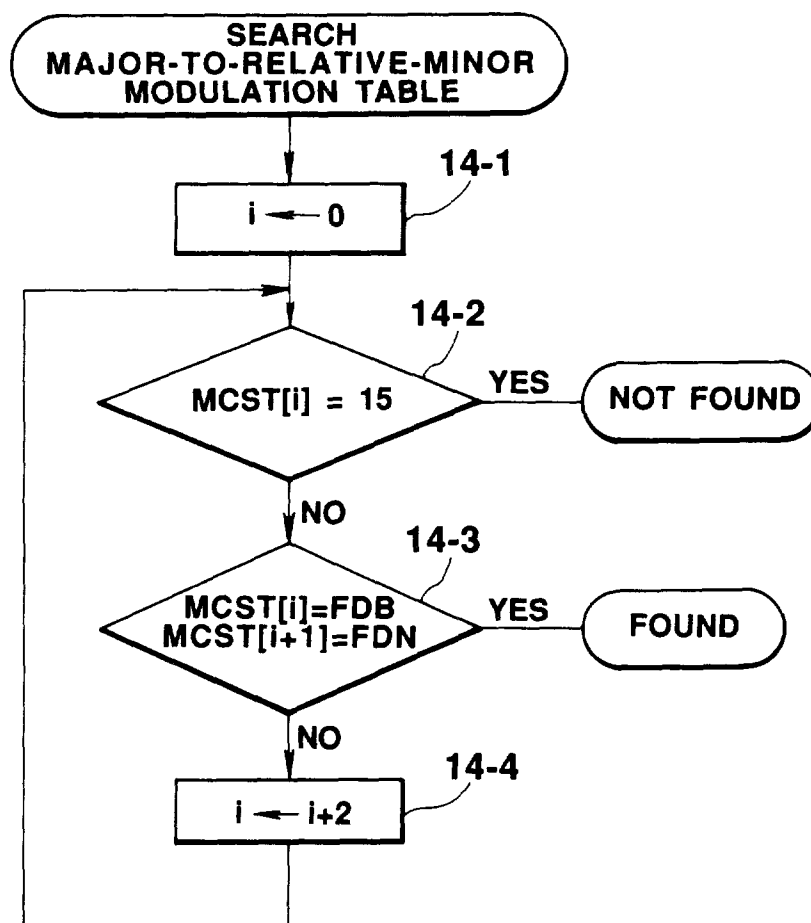 SEARCH
MAJOR-TO-RELATIVE-MINOR
MODULATION TABLE
14-1
i ← 0
14-2
MCST[i] = 15
YES
NOT FOUND
NO
14-3
MCST[i]=FDB
MCST[i+1]=FDN
YES
FOUND
NO
14-4
i ← i+2